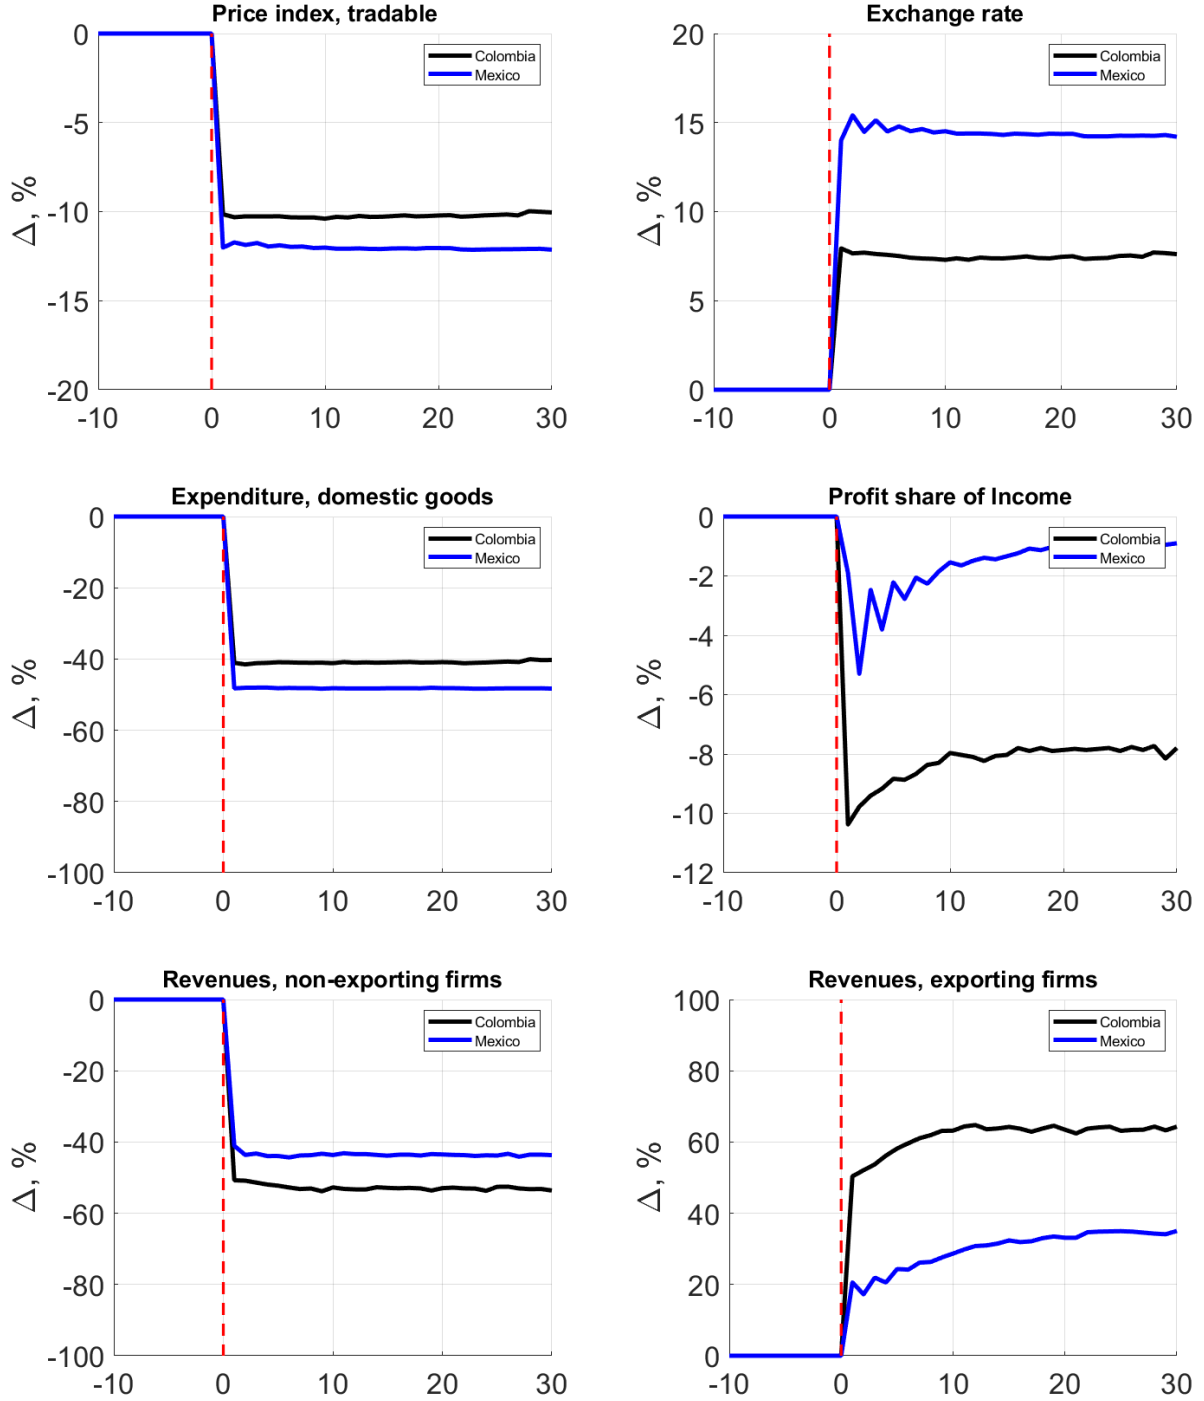 Price index, tradable
Δ, %
0
-5
-10
-15
-20
-10 0 10 20 30
Colombia
Mexico
Exchange rate
Δ, %
20
15
10
5
0
-10 0 10 20 30
Colombia
Mexico
Expenditure, domestic goods
Δ, %
0
-20
-40
-60
-80
-100
-10 0 10 20 30
Colombia
Mexico
Profit share of Income
Δ, %
0
-2
-4
-6
-8
-10
-12
-10 0 10 20 30
Colombia
Mexico
Revenues, non-exporting firms
Δ, %
0
-20
-40
-60
-80
-100
-10 0 10 20 30
Colombia
Mexico
Revenues, exporting firms
Δ, %
100
80
60
40
20
0
-10 0 10 20 30
Colombia
Mexico